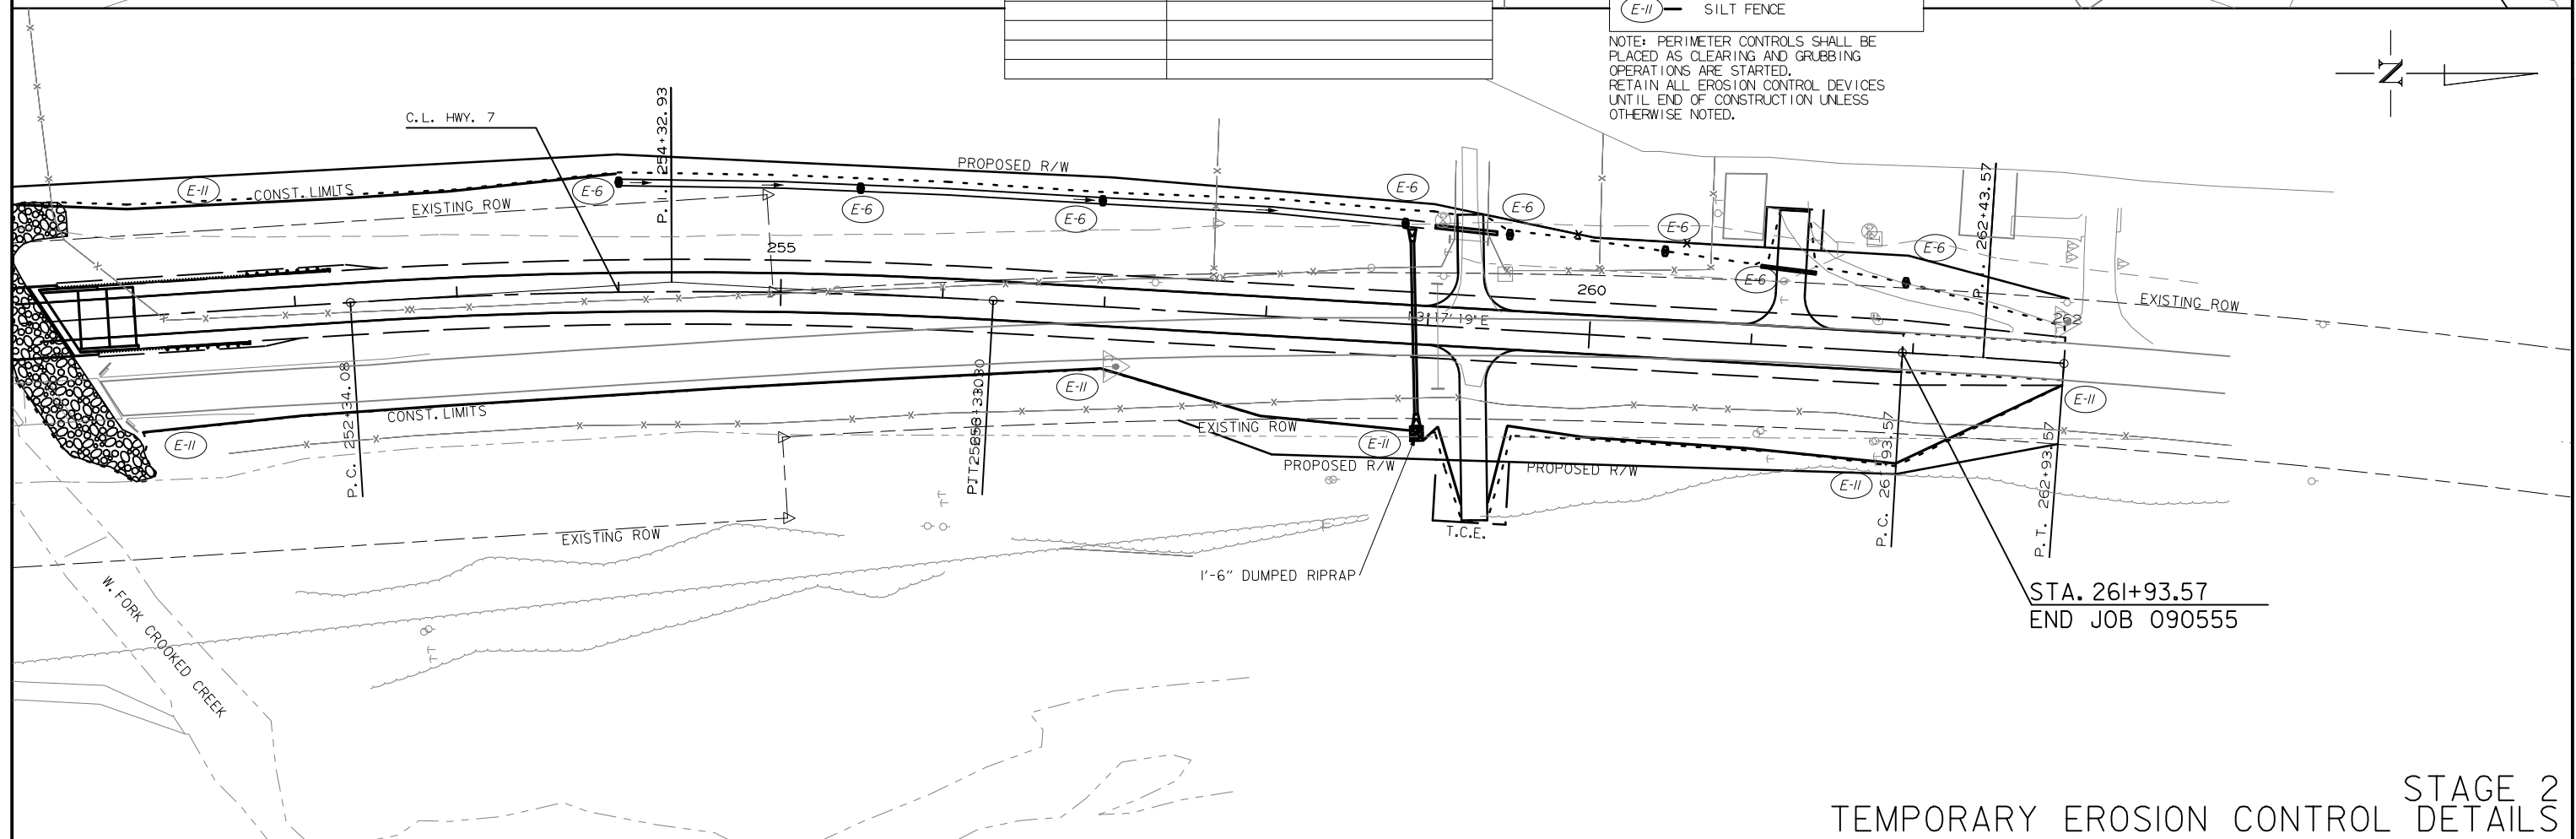 E-11 SILT FENCE
NOTE: PERIMETER CONTROLS SHALL BE
PLACED AS CLEARING AND GRUBBING
OPERATIONS ARE STARTED.
RETAIN ALL EROSION CONTROL DEVICES
UNTIL END OF CONSTRUCTION UNLESS
OTHERWISE NOTED.
N
C.L. HWY. 7
P.I. 254+32.93
PROPOSED R/W
E-11
CONST. LIMITS
EXISTING ROW
E-6
E-6
E-6
E-6
E-6
E-6
E-6
E-6
P.I. 262+43.57
255
260
262
EXISTING ROW
P.C. 252+34.08
CONST. LIMITS
E-11
E-11
E-11
EXISTING ROW
PROPOSED R/W
PROPOSED R/W
E-11
E-11
P.C. 261+93.57
P.T. 262+93.57
T.C.E.
EXISTING ROW
1'-6" DUMPED RIPRAP
W. FORK CROOKED CREEK
STA. 261+93.57
END JOB 090555
STAGE 2
TEMPORARY EROSION CONTROL DETAILS